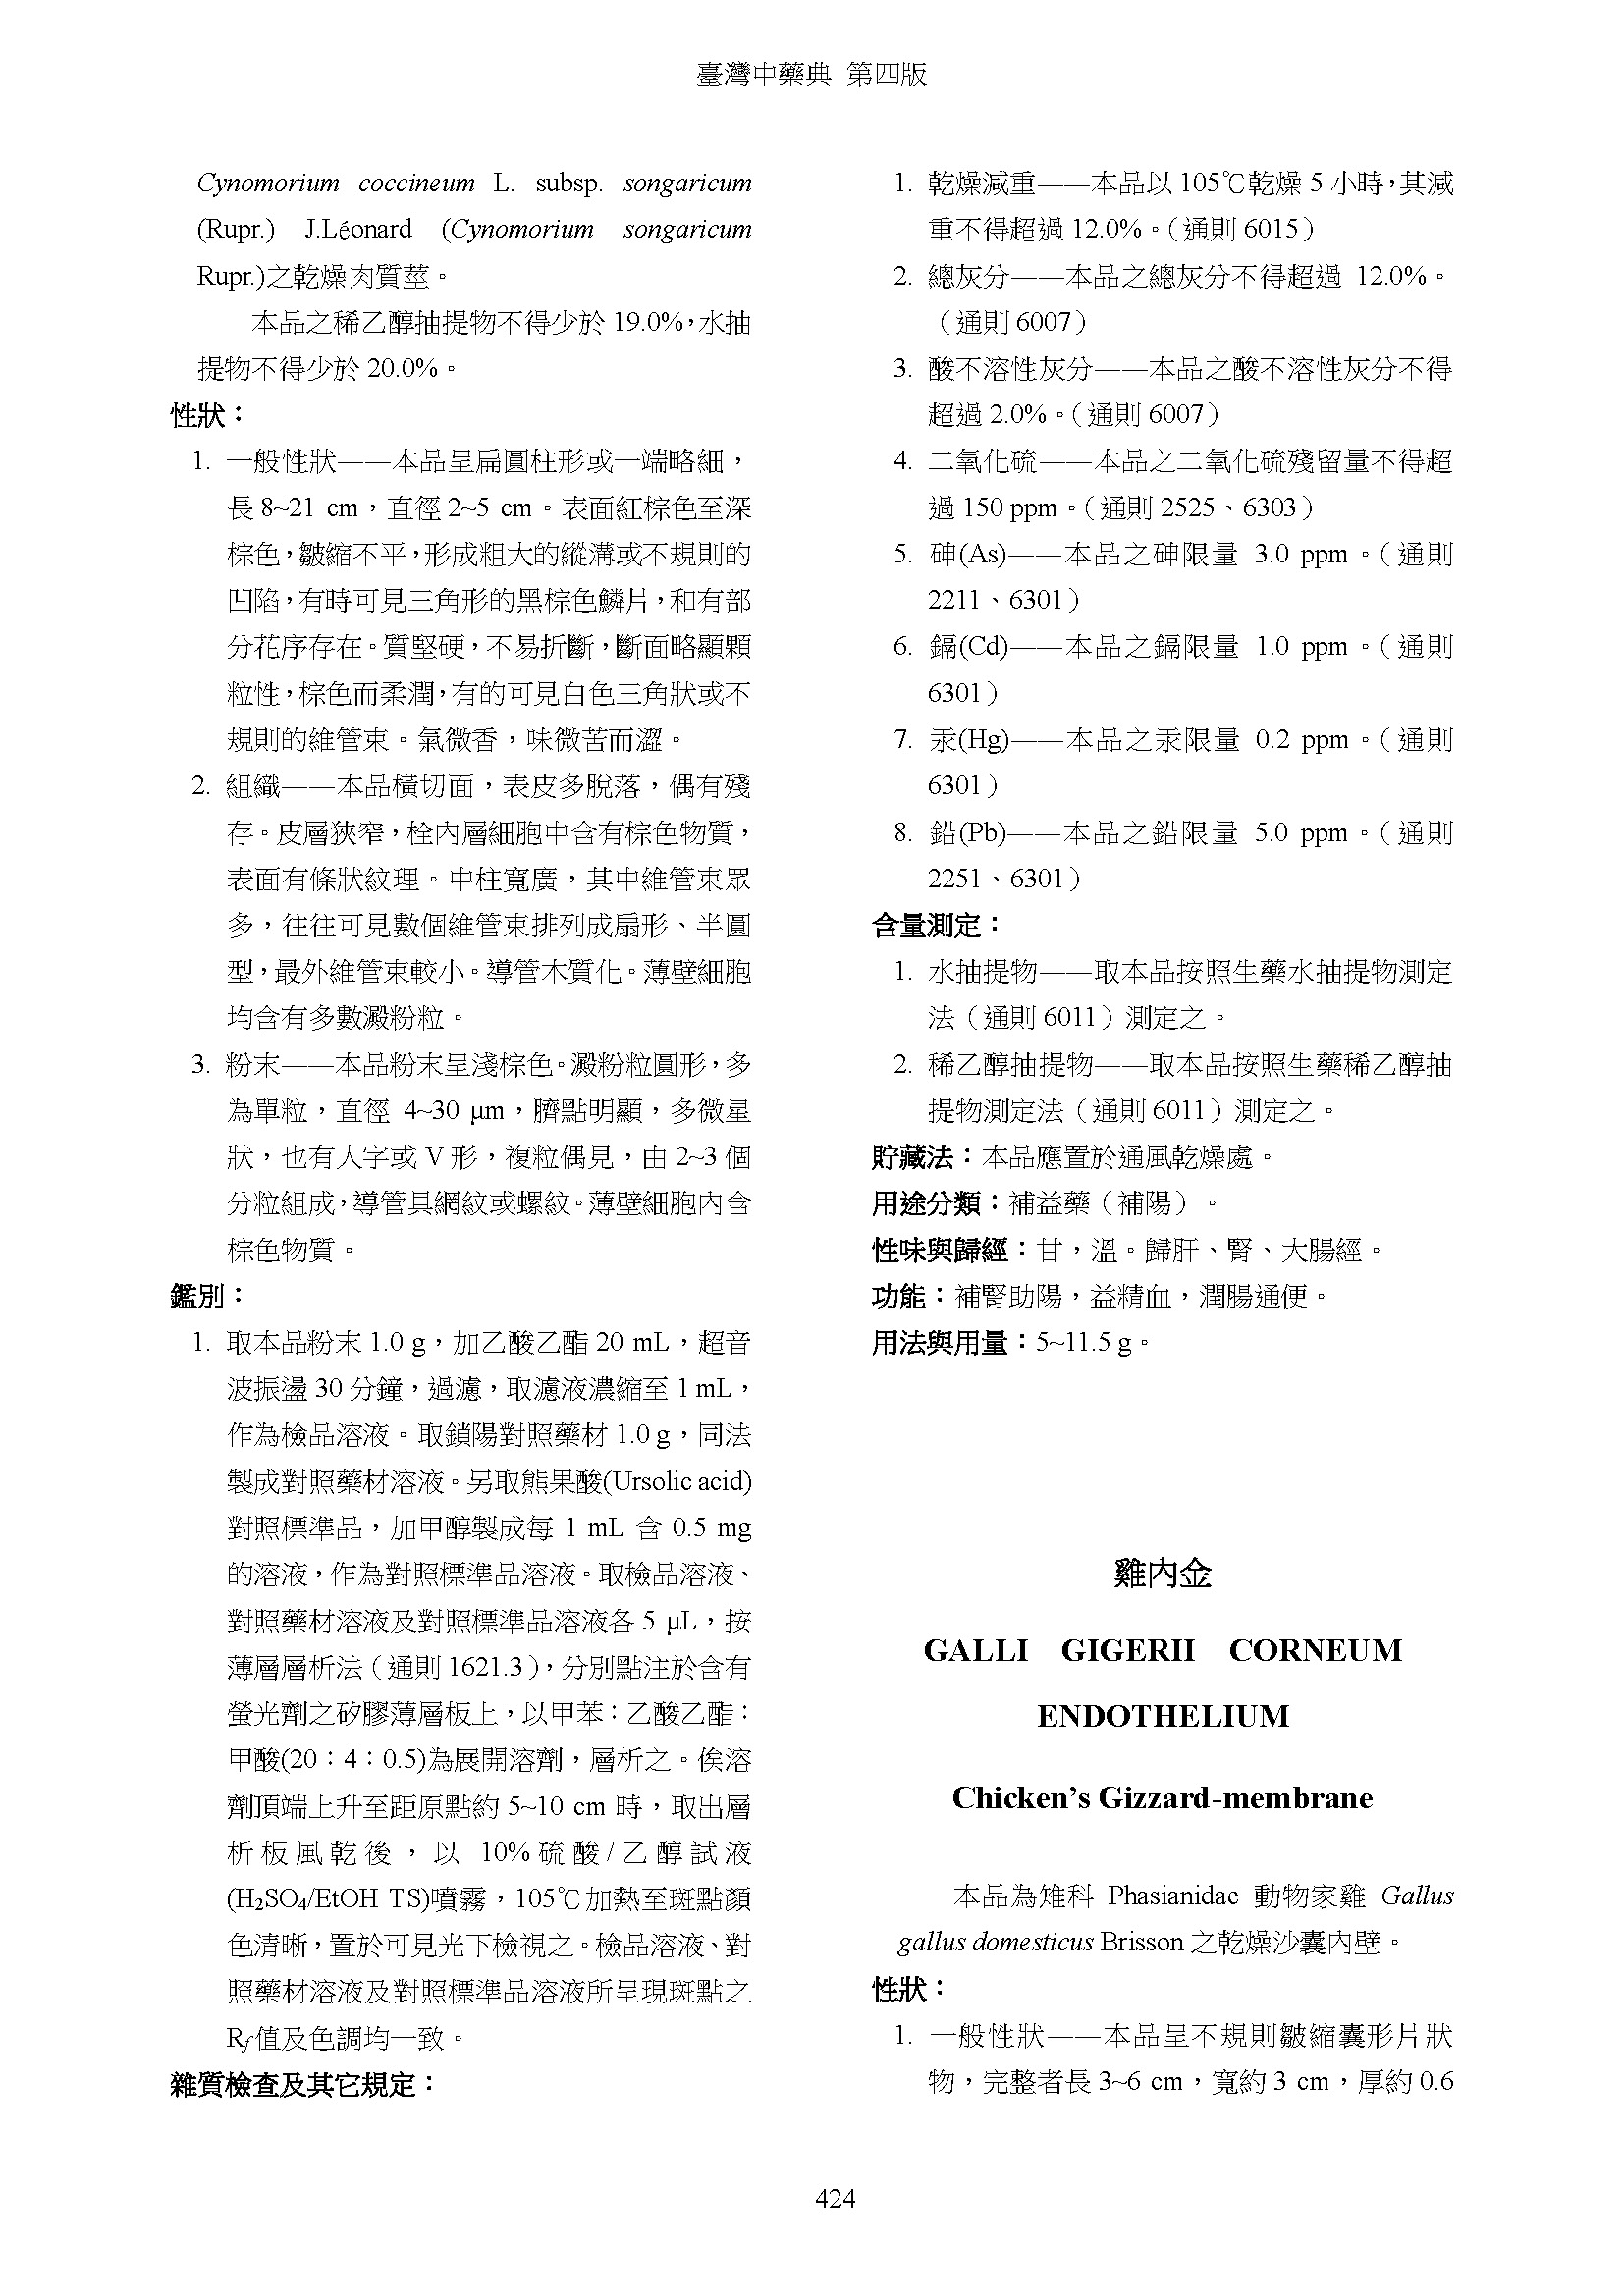 臺灣中藥典 第四版
Cynomorium coccineum L. subsp. songaricum
(Rupr.) J.Léonard (Cynomorium songaricum
Rupr.)之乾燥肉質莖。
本品之稀乙醇抽提物不得少於 19.0%，水抽
提物不得少於 20.0%。
性狀：
1. 一般性狀——本品呈扁圓柱形或一端略細，
長 8~21 cm，直徑 2~5 cm。表面紅棕色至深
棕色，皺縮不平，形成粗大的縱溝或不規則的
凹陷，有時可見三角形的黑棕色鱗片，和有部
分花序存在。質堅硬，不易折斷，斷面略顯顆
粒性，棕色而柔潤，有的可見白色三角狀或不
規則的維管束。氣微香，味微苦而澀。
2. 組織——本品橫切面，表皮多脫落，偶有殘
存。皮層狹窄，栓內層細胞中含有棕色物質，
表面有條狀紋理。中柱寬廣，其中維管束眾
多，往往可見數個維管束排列成扇形、半圓
型，最外維管束較小。導管木質化。薄壁細胞
均含有多數澱粉粒。
3. 粉末——本品粉末呈淺棕色。澱粉粒圓形，多
為單粒，直徑 4~30 μm，臍點明顯，多微星
狀，也有人字或 V 形，複粒偶見，由 2~3 個
分粒組成，導管具網紋或螺紋。薄壁細胞內含
棕色物質。
鑑別：
1. 取本品粉末 1.0 g，加乙酸乙酯 20 mL，超音
波振盪 30 分鐘，過濾，取濾液濃縮至 1 mL，
作為檢品溶液。取鎖陽對照藥材 1.0 g，同法
製成對照藥材溶液。另取熊果酸(Ursolic acid)
對照標準品，加甲醇製成每 1 mL 含 0.5 mg
的溶液，作為對照標準品溶液。取檢品溶液、
對照藥材溶液及對照標準品溶液各 5 μL，按
薄層層析法（通則 1621.3），分別點注於含有
螢光劑之矽膠薄層板上，以甲苯：乙酸乙酯：
甲酸(20：4：0.5)為展開溶劑，層析之。俟溶
劑頂端上升至距原點約 5~10 cm 時，取出層
析板風乾後，以 10%硫酸/乙醇試液
(H₂SO₄/EtOH TS)噴霧，105℃加熱至斑點顏
色清晰，置於可見光下檢視之。檢品溶液、對
照藥材溶液及對照標準品溶液所呈現斑點之
Rf值及色調均一致。
雜質檢查及其它規定：
1. 乾燥減重——本品以 105℃乾燥 5 小時，其減
重不得超過 12.0%。（通則 6015）
2. 總灰分——本品之總灰分不得超過 12.0%。
（通則 6007）
3. 酸不溶性灰分——本品之酸不溶性灰分不得
超過 2.0%。（通則 6007）
4. 二氧化硫——本品之二氧化硫殘留量不得超
過 150 ppm。（通則 2525、6303）
5. 砷(As)——本品之砷限量 3.0 ppm。（通則
2211、6301）
6. 鎘(Cd)——本品之鎘限量 1.0 ppm。（通則
6301）
7. 汞(Hg)——本品之汞限量 0.2 ppm。（通則
6301）
8. 鉛(Pb)——本品之鉛限量 5.0 ppm。（通則
2251、6301）
含量測定：
1. 水抽提物——取本品按照生藥水抽提物測定
法（通則 6011）測定之。
2. 稀乙醇抽提物——取本品按照生藥稀乙醇抽
提物測定法（通則 6011）測定之。
貯藏法：本品應置於通風乾燥處。
用途分類：補益藥（補陽）。
性味與歸經：甘，溫。歸肝、腎、大腸經。
功能：補腎助陽，益精血，潤腸通便。
用法與用量：5~11.5 g。
雞內金
GALLI GIGERII CORNEUM
ENDOTHELIUM
Chicken’s Gizzard-membrane
本品為雉科 Phasianidae 動物家雞 Gallus
gallus domesticus Brisson 之乾燥沙囊內壁。
性狀：
1. 一般性狀——本品呈不規則皺縮囊形片狀
物，完整者長 3~6 cm，寬約 3 cm，厚約 0.6
424